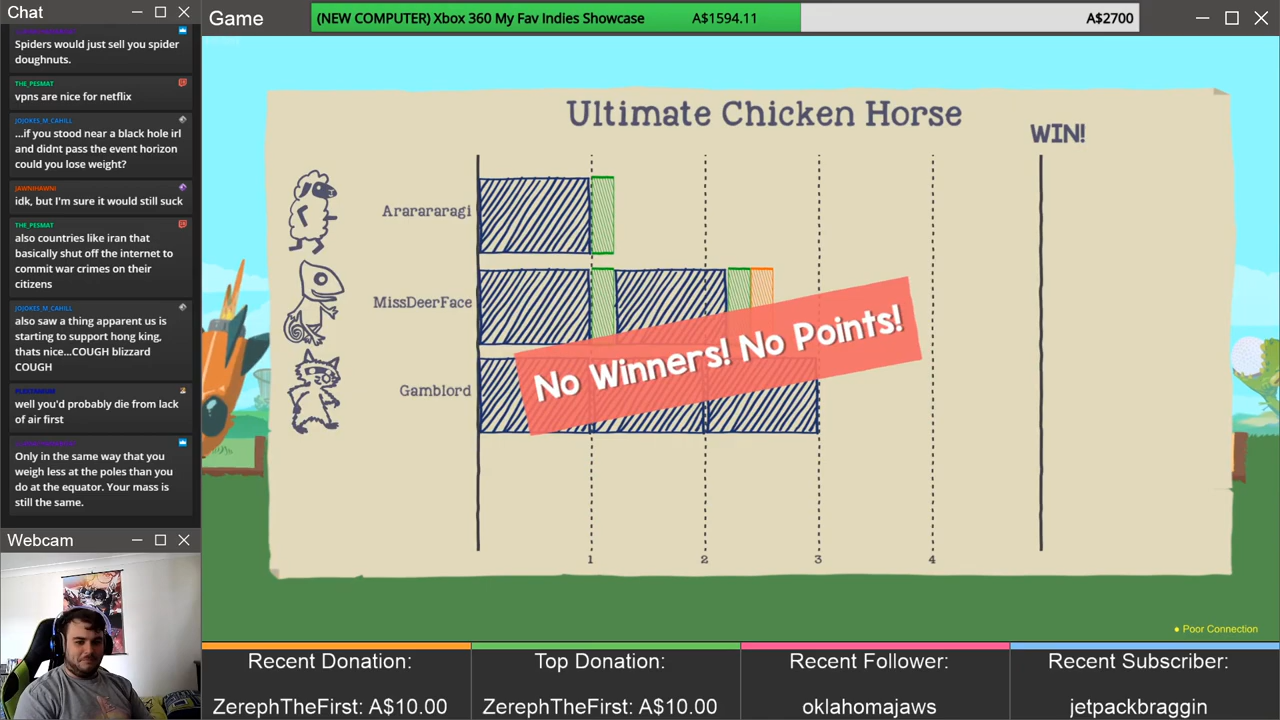 Chat
Game
(NEW COMPUTER) Xbox 360 My Fav Indies Showcase
A$1594.11
A$2700
Spiders would just sell you spider
doughnuts.
THE_PESMAT
vpns are nice for netflix
JOJOKES_M_CAHILL
...if you stood near a black hole irl
and didnt pass the event horizon
could you lose weight?
JAWNIHAWNI
idk, but I'm sure it would still suck
THE_PESMAT
also countries like iran that
basically shut off the internet to
commit war crimes on their
citizens
JOJOKES_M_CAHILL
also saw a thing apparent us is
starting to support hong king,
thats nice...COUGH blizzard
COUGH
well you'd probably die from lack
of air first
Only in the same way that you
weigh less at the poles than you
do at the equator. Your mass is
still the same.
Webcam
Ultimate Chicken Horse
WIN!
Ararararagi
MissDeerFace
Gamblord
No Winners! No Points!
1
2
3
4
Poor Connection
Recent Donation:
ZerephTheFirst: A$10.00
Top Donation:
ZerephTheFirst: A$10.00
Recent Follower:
oklahomajaws
Recent Subscriber:
jetpackbraggin